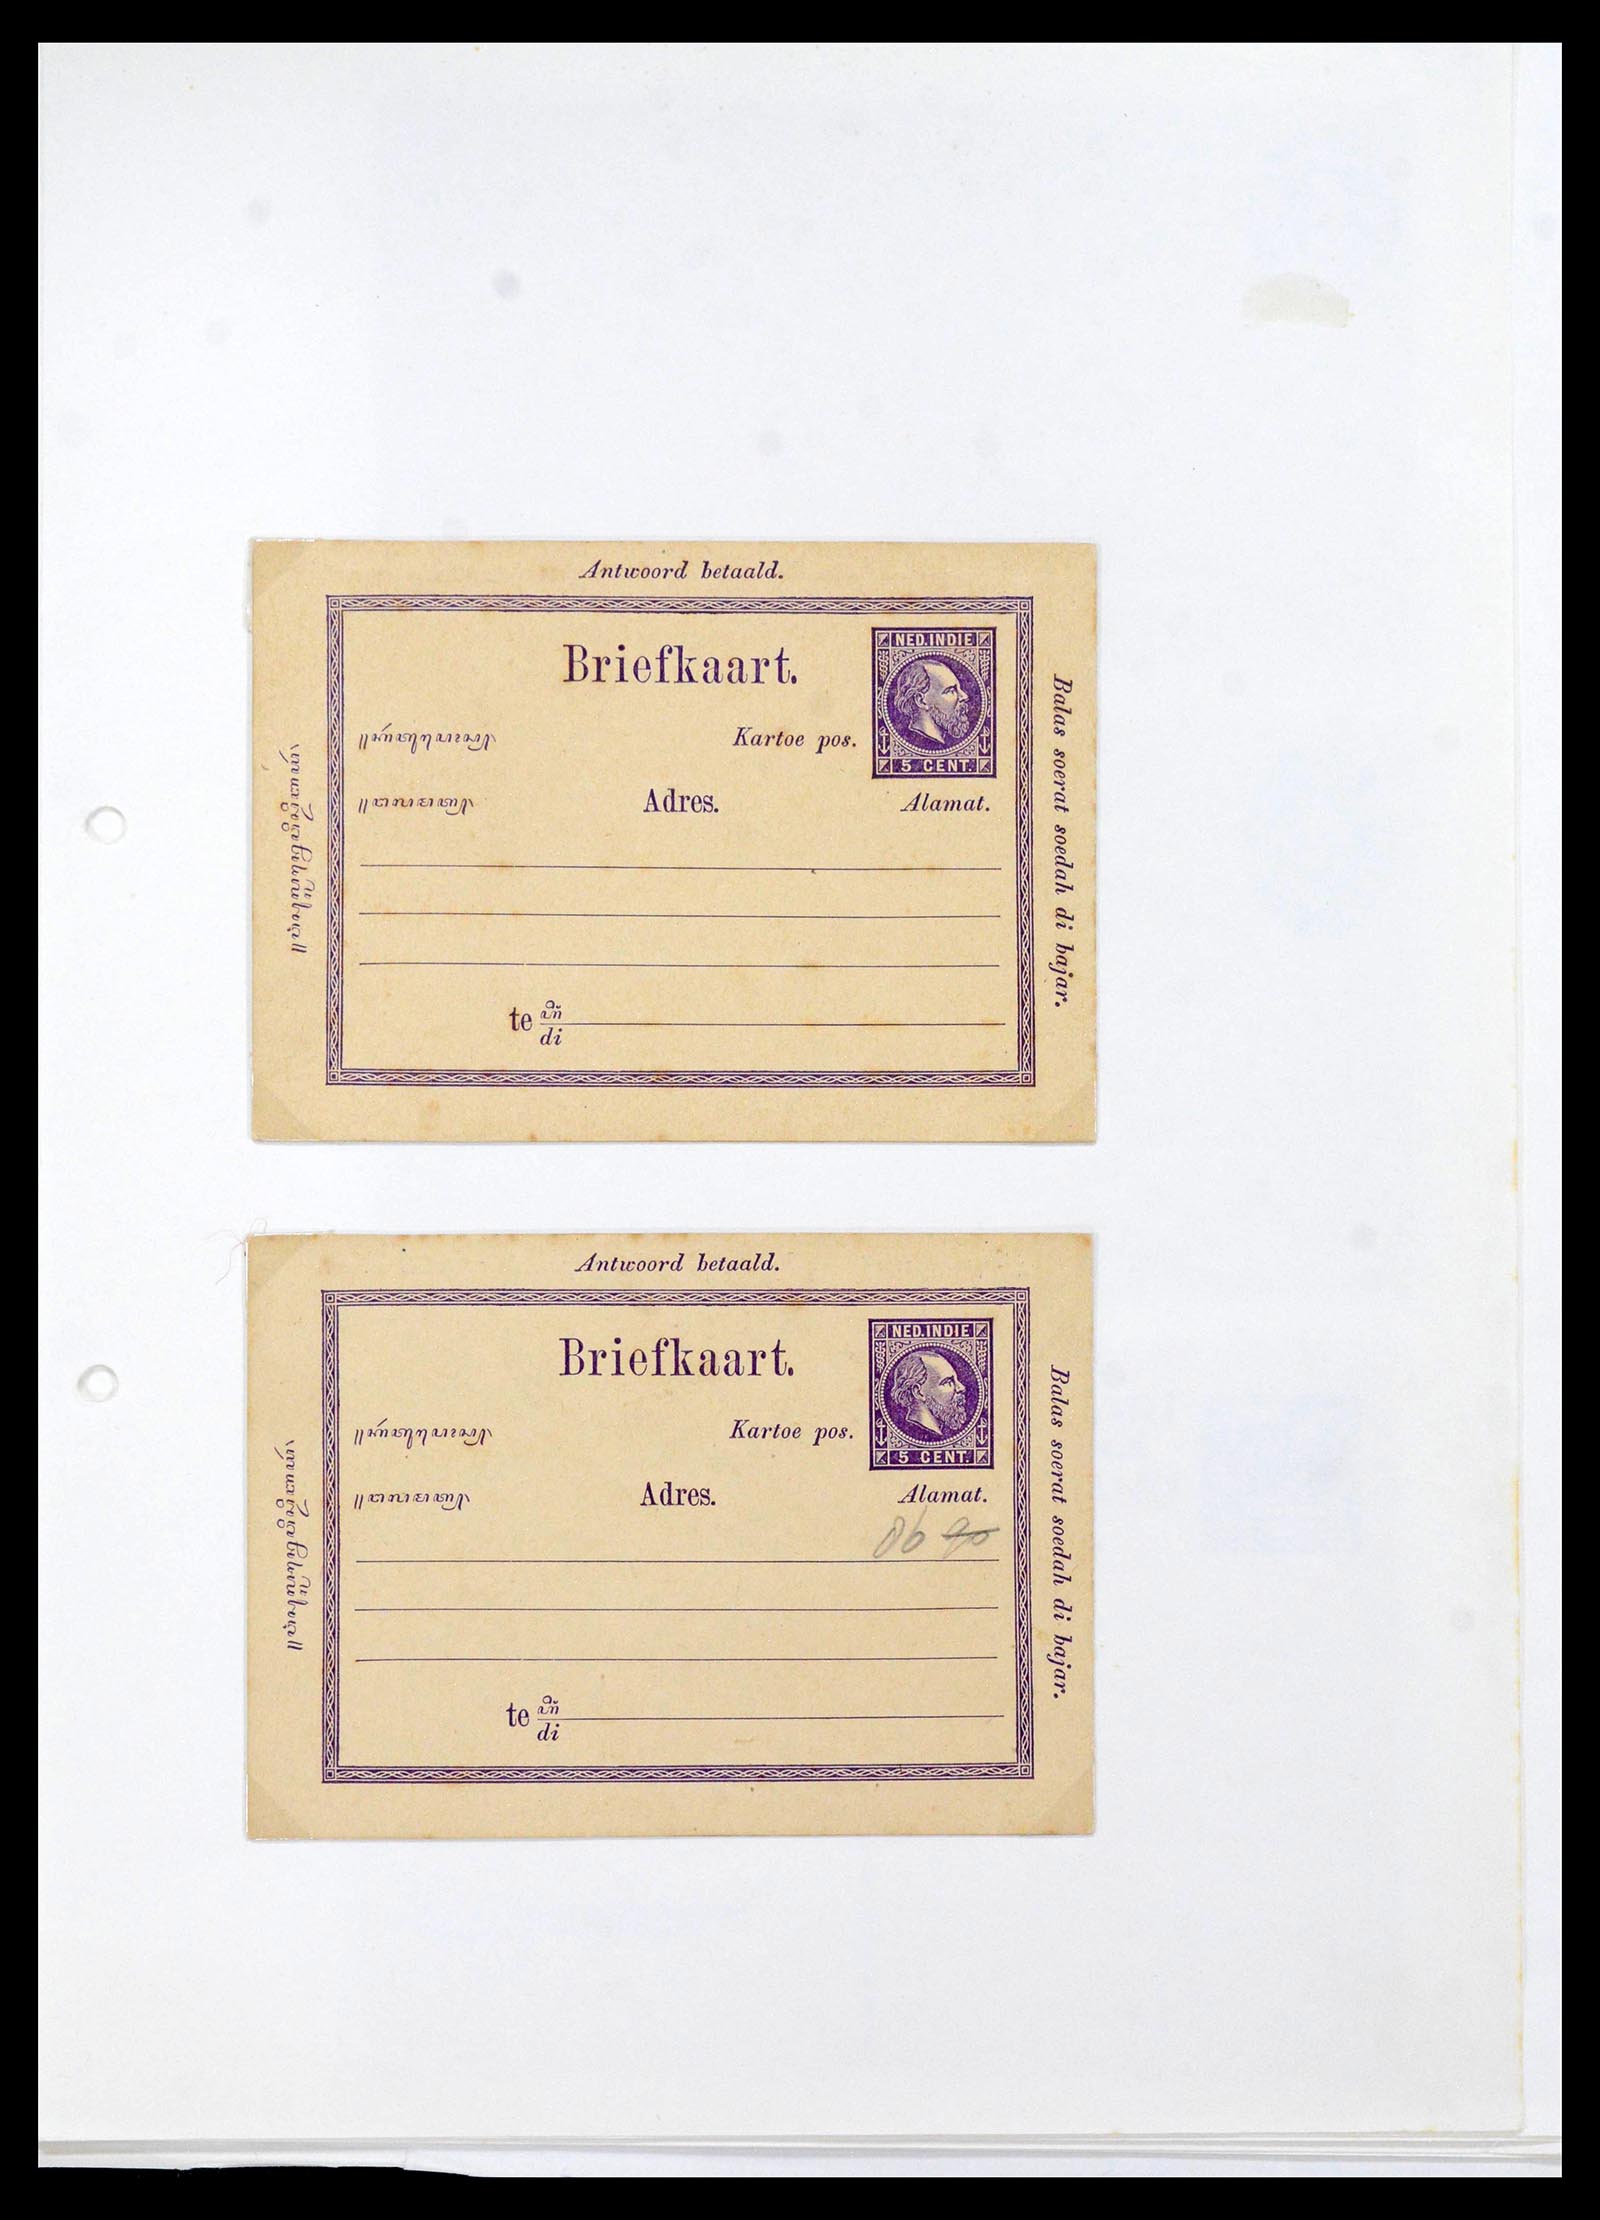 Antwoord betaald.
NED. INDIE
Briefkaart.
Kartoe pos.
5 CENT.
Adres.
Alamat.
te
di
Balas soerat soedah di bajar.
Antwoord betaald.
NED. INDIE
Briefkaart.
Kartoe pos.
5 CENT.
Adres.
Alamat.
te
di
Balas soerat soedah di bajar.